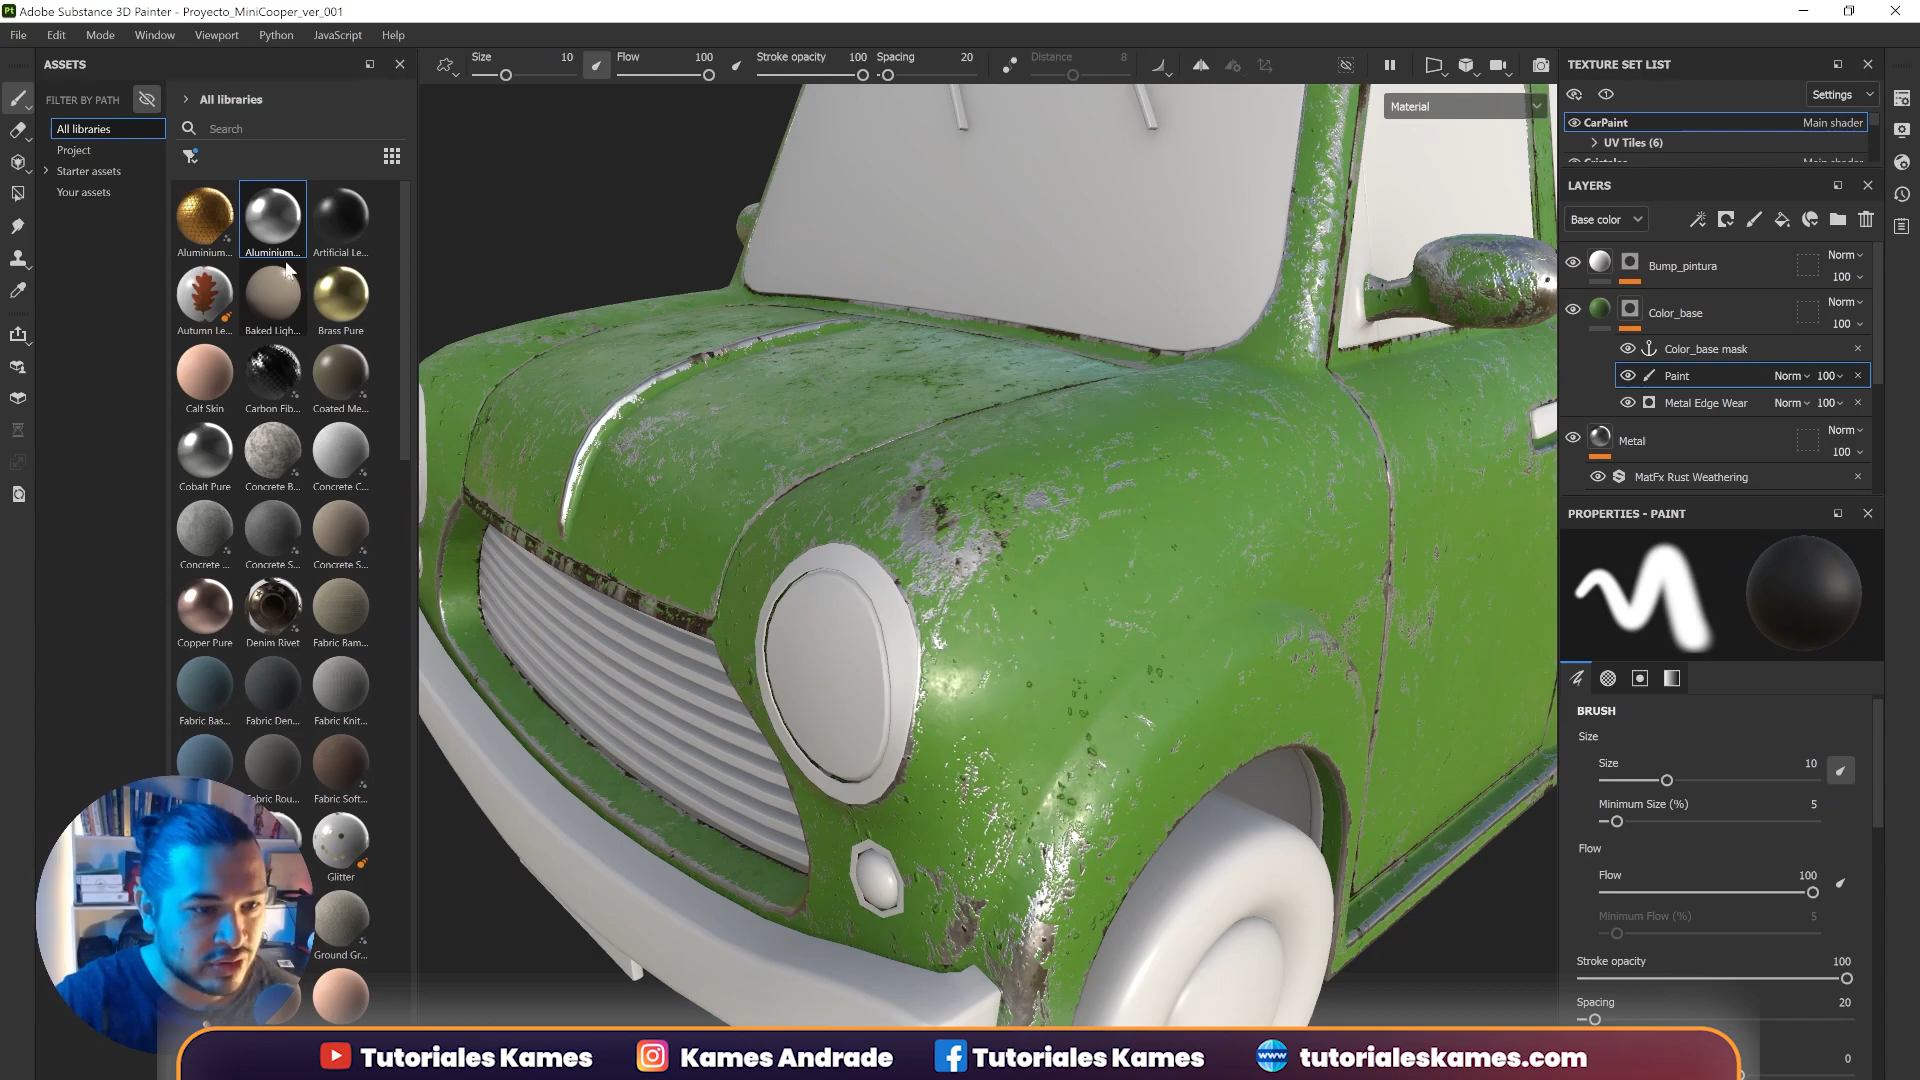 Adobe Substance 3D Painter - Proyecto_MiniCooper_ver_001
File Edit Mode Window Viewport Python JavaScript Help
ASSETS
Size 10 Flow 100 Stroke opacity 100 Spacing 20 Distance 8
FILTER BY PATH
All libraries
Project
Starter assets
Your assets
All libraries
Search
Aluminium... Aluminium... Artificial Le...
Autumn Le... Baked Ligh... Brass Pure
Calf Skin Carbon Fib... Coated Me...
Cobalt Pure Concrete B... Concrete C...
Concrete ... Concrete S... Concrete S...
Copper Pure Denim Rivet Fabric Bam...
Fabric Bas... Fabric Den... Fabric Knit...
Fabric Rou... Fabric Soft...
Glitter
Ground Gr...
Material
TEXTURE SET LIST
Settings
CarPaint Main shader
UV Tiles (6)
LAYERS
Base color
Bump_pintura Norm 100
Color_base Norm 100
Color_base mask
Paint Norm 100
Metal Edge Wear Norm 100
Metal Norm 100
MatFx Rust Weathering
PROPERTIES - PAINT
BRUSH
Size
Size 10
Minimum Size (%) 5
Flow
Flow 100
Minimum Flow (%) 5
Stroke opacity 100
Spacing 20
0
Tutoriales Kames Kames Andrade Tutoriales Kames www tutorialeskames.com